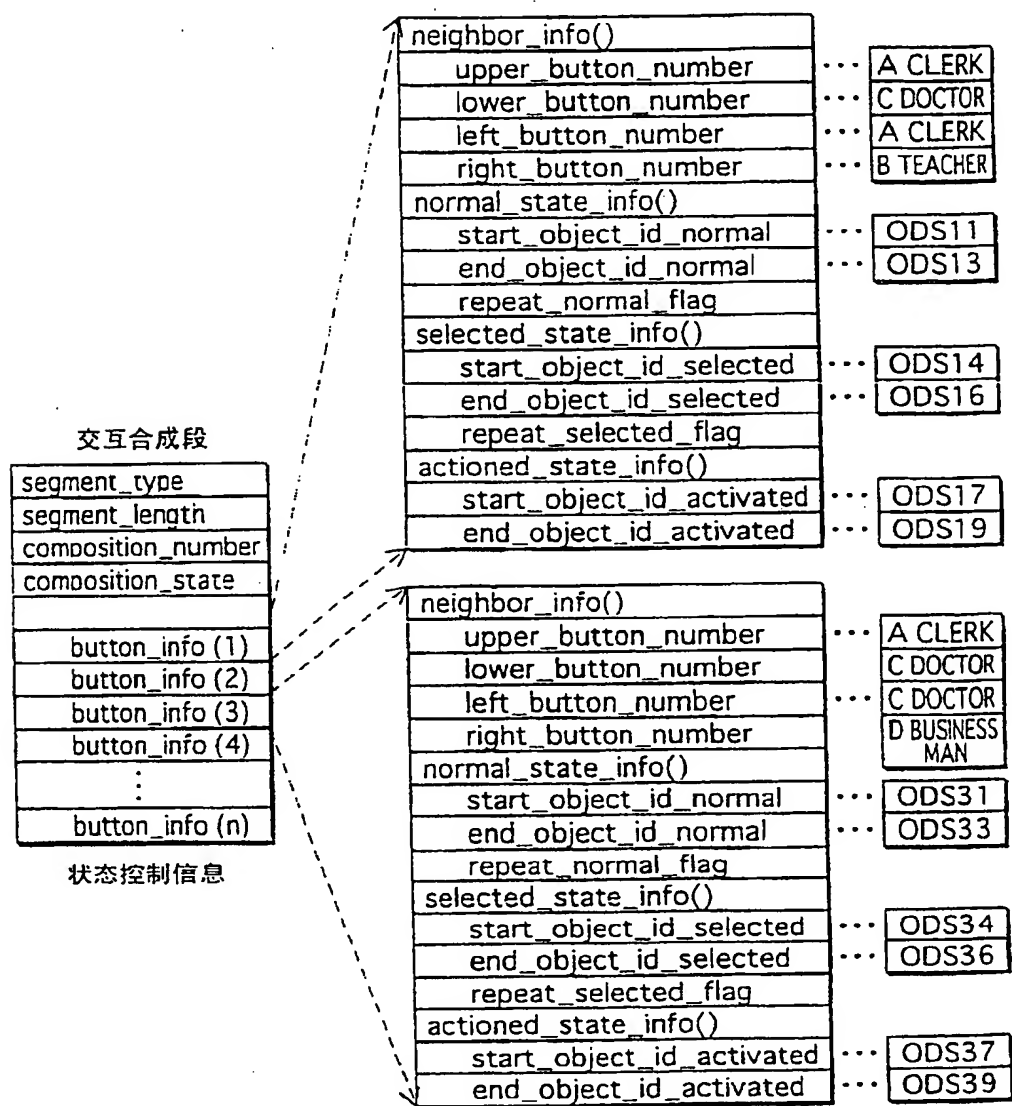 交互合成段
segment_type
segment_length
composition_number
composition_state
button_info (1)
button_info (2)
button_info (3)
button_info (4)
button_info (n)
状态控制信息
neighbor_info()
upper_button_number ··· A CLERK
lower_button_number ··· C DOCTOR
left_button_number ··· A CLERK
right_button_number ··· B TEACHER
normal_state_info()
start_object_id_normal ··· ODS11
end_object_id_normal ··· ODS13
repeat_normal_flag
selected_state_info()
start_object_id_selected ··· ODS14
end_object_id_selected ··· ODS16
repeat_selected_flag
actioned_state_info()
start_object_id_activated ··· ODS17
end_object_id_activated ··· ODS19
neighbor_info()
upper_button_number ··· A CLERK
lower_button_number C DOCTOR
left_button_number ··· C DOCTOR
right_button_number D BUSINESS
MAN
normal_state_info()
start_object_id_normal ··· ODS31
end_object_id_normal ··· ODS33
repeat_normal_flag
selected_state_info()
start_object_id_selected ··· ODS34
end_object_id_selected ··· ODS36
repeat_selected_flag
actioned_state_info()
start_object_id_activated ··· ODS37
end_object_id_activated ··· ODS39